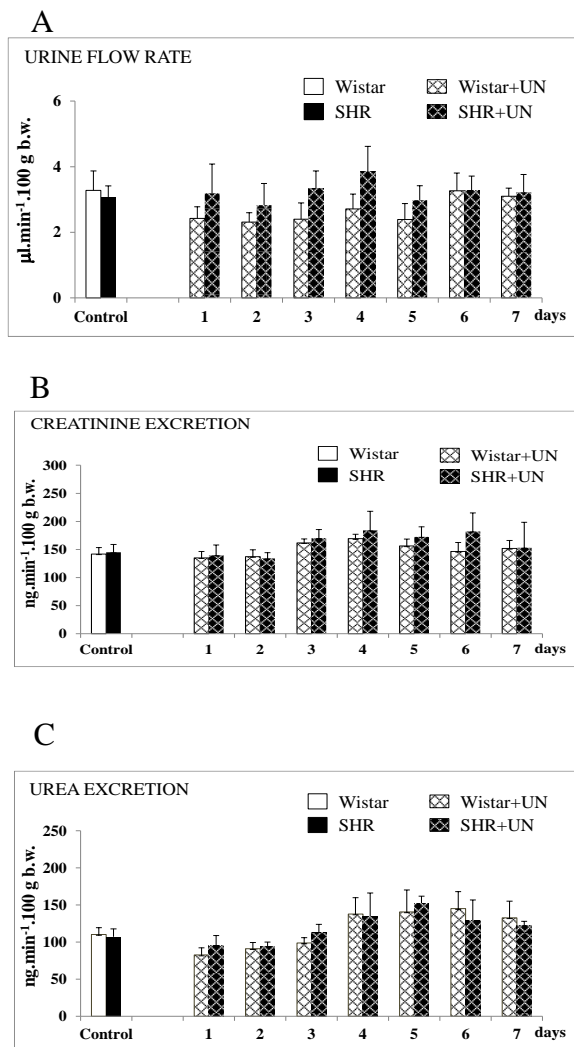 A
URINE FLOW RATE
Wistar Wistar+UN
SHR SHR+UN
6
4
2
0
µl.min⁻¹.100 g b.w.
Control 1 2 3 4 5 6 7 days
B
CREATININE EXCRETION
Wistar Wistar+UN
SHR SHR+UN
300
250
200
150
100
50
0
ng.min⁻¹.100 g b.w.
Control 1 2 3 4 5 6 7 days
C
UREA EXCRETION
Wistar Wistar+UN
SHR SHR+UN
250
200
150
100
50
0
ng.min⁻¹.100 g b.w.
Control 1 2 3 4 5 6 7 days